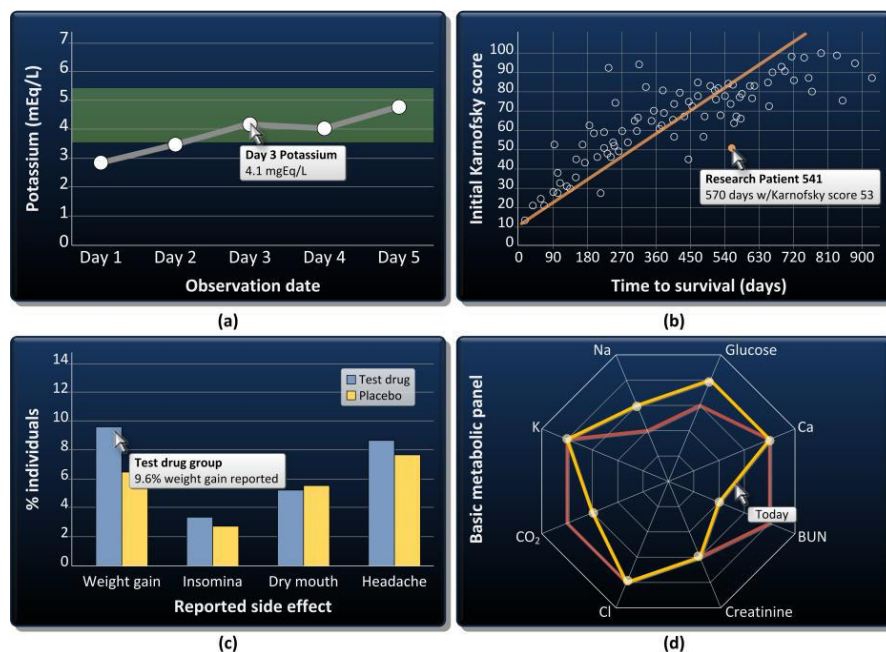 Potassium (mEq/L)
7
6
5
4
3
2
1
0
Day 3 Potassium
4.1 mgEq/L
Day 1 Day 2 Day 3 Day 4 Day 5
Observation date
(a)
Initial Karnofsky score
100
90
80
70
60
50
40
30
20
10
0
Research Patient 541
570 days w/Karnofsky score 53
0 90 180 270 360 450 540 630 720 810 900
Time to survival (days)
(b)
% individuals
14
12
10
8
6
4
2
0
Test drug
Placebo
Test drug group
9.6% weight gain reported
Weight gain Insomina Dry mouth Headache
Reported side effect
(c)
Basic metabolic panel
Na Glucose
K Ca
Today
CO₂ BUN
Cl Creatinine
(d)